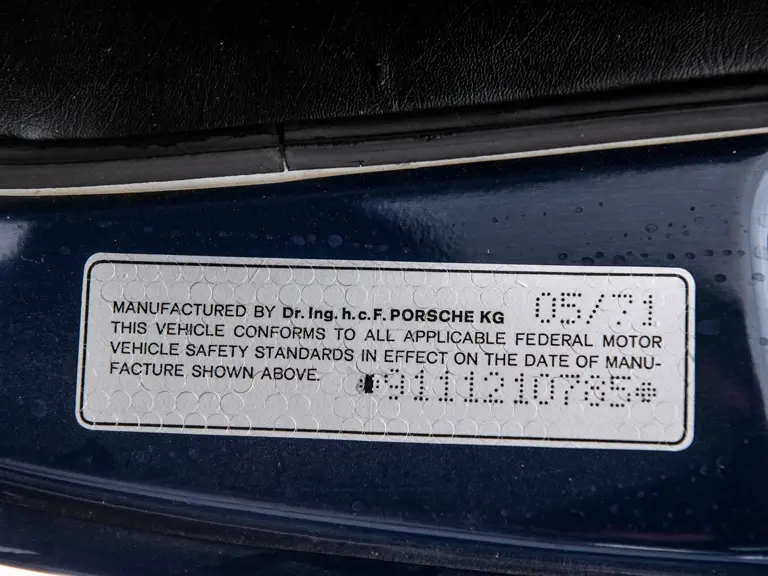 MANUFACTURED BY Dr. Ing. h. c. F. PORSCHE KG 05/71
THIS VEHICLE CONFORMS TO ALL APPLICABLE FEDERAL MOTOR
VEHICLE SAFETY STANDARDS IN EFFECT ON THE DATE OF MANU-
FACTURE SHOWN ABOVE. *9111210765*